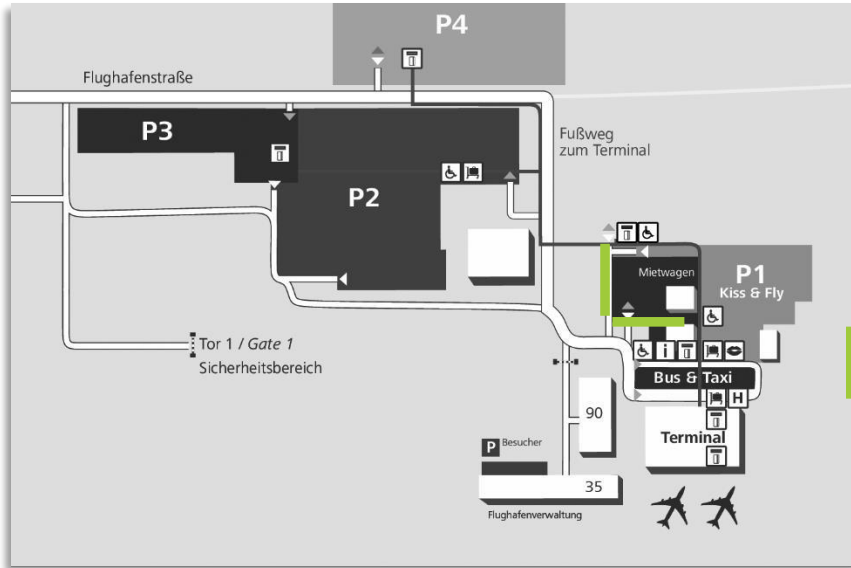 P4
Flughafenstraße
P3
Fußweg
zum Terminal
P2
Mietwagen
P1
Kiss & Fly
Tor 1 / Gate 1
Sicherheitsbereich
i
Bus & Taxi
H
90
Terminal
P Besucher
35
Flughafenverwaltung